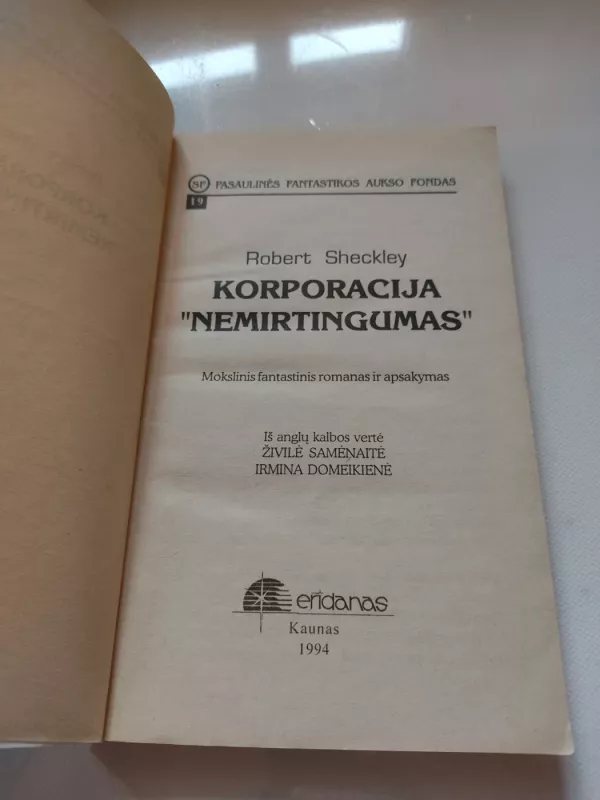 SF PASAULINĖS FANTASTIKOS AUKSO FONDAS
19
Robert Sheckley
KORPORACIJA
"NEMIRTINGUMAS"
Mokslinis fantastinis romanas ir apsakymas
Iš anglų kalbos vertė
ŽIVILĖ SAMĖNAITĖ
IRMINA DOMEIKIENĖ
eridanas
Kaunas
1994